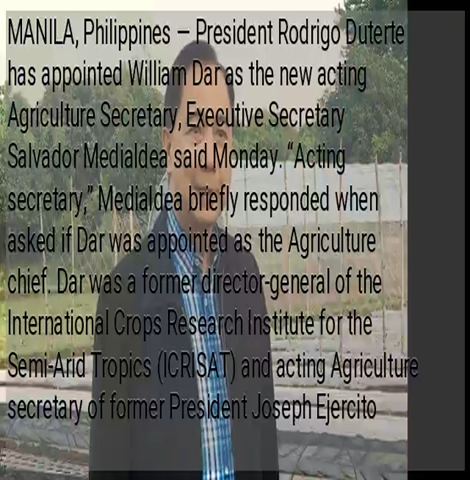 MANILA, Philippines — President Rodrigo Duterte
has appointed William Dar as the new acting
Agriculture Secretary, Executive Secretary
Salvador Medialdea said Monday. “Acting
secretary,” Medialdea briefly responded when
asked if Dar was appointed as the Agriculture
chief. Dar was a former director-general of the
International Crops Research Institute for the
Semi-Arid Tropics (ICRISAT) and acting Agriculture
secretary of former President Joseph Ejercito